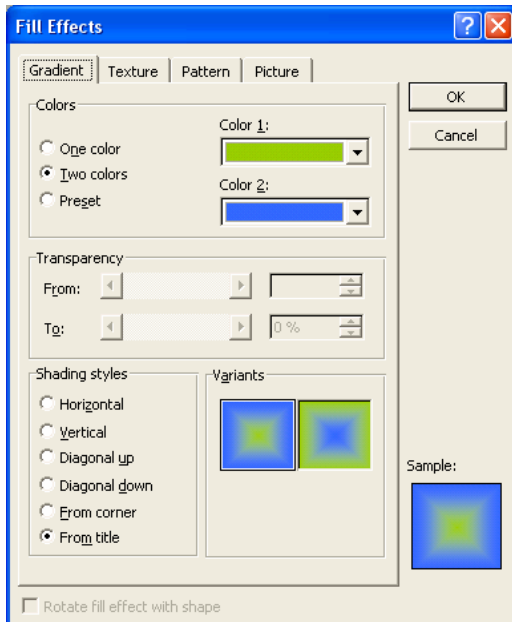 Fill Effects
Gradient Texture Pattern Picture
OK
Cancel
Colors
One color
Two colors
Preset
Color 1:
Color 2:
Transparency
From:
To: 0 %
Shading styles
Horizontal
Vertical
Diagonal up
Diagonal down
From corner
From title
Variants
Sample:
Rotate fill effect with shape